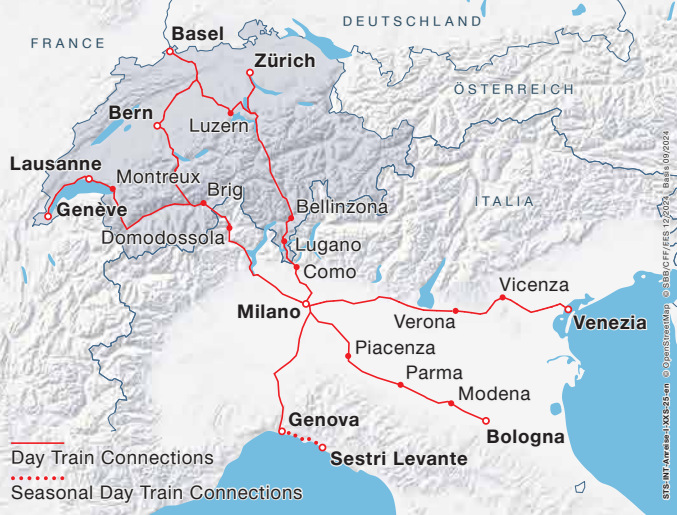 DEUTSCHLAND
FRANCE
Basel
Zürich
ÖSTERREICH
Bern
Luzern
Lausanne
Montreux
Brig
Genève
Domodossola
ITALIA
Bellinzona
Lugano
Como
Vicenza
Milano
Verona
Venezia
Piacenza
Parma
Modena
Genova
Bologna
Sestri Levante
Day Train Connections
Seasonal Day Train Connections
STS-INT-Anreise-I-XXS-25-en © OpenStreetMap © SBB/CFF/FFS 12/2024 Basis 09/2024